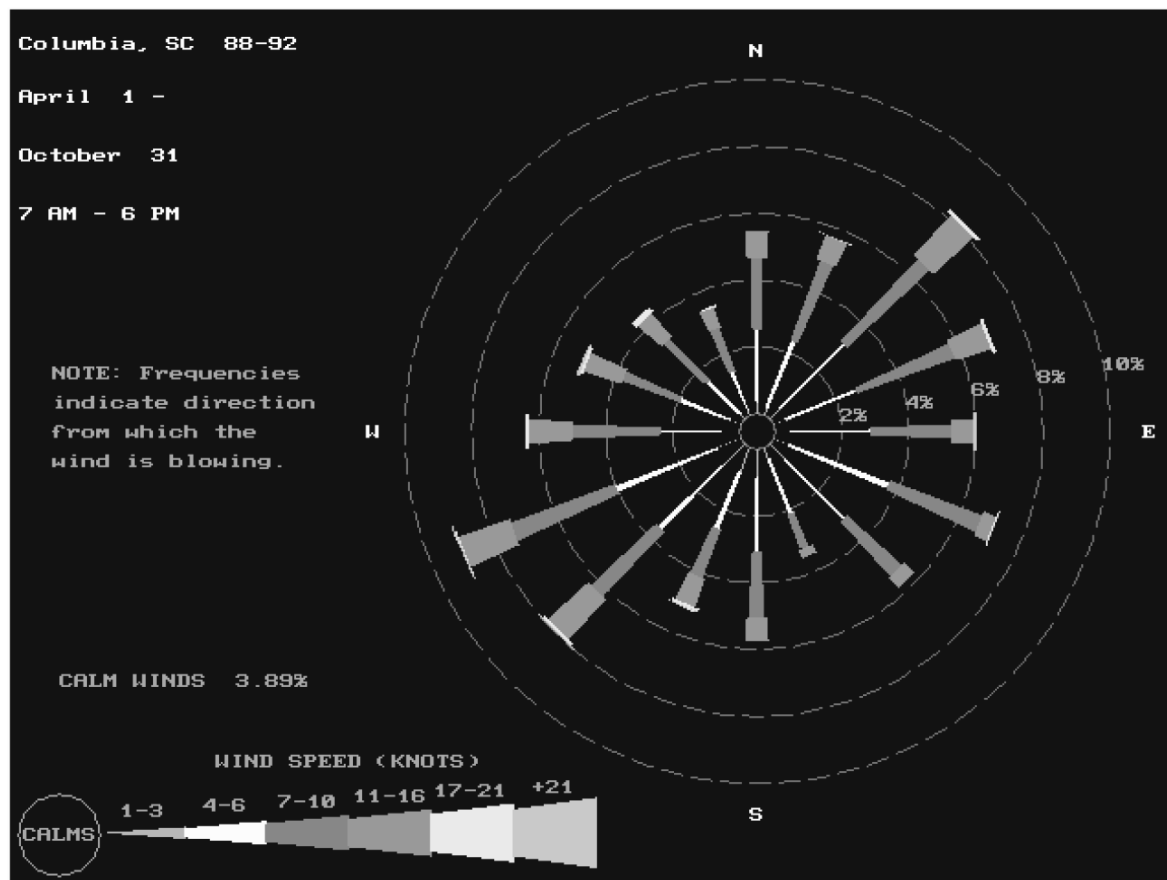 Columbia, SC 88-92
April 1 -
October 31
7 AM - 6 PM
N
10%
8%
6%
4%
2%
W
E
S
NOTE: Frequencies
indicate direction
from which the
wind is blowing.
CALM WINDS 3.89%
WIND SPEED (KNOTS)
1-3 4-6 7-10 11-16 17-21 +21
CALMS